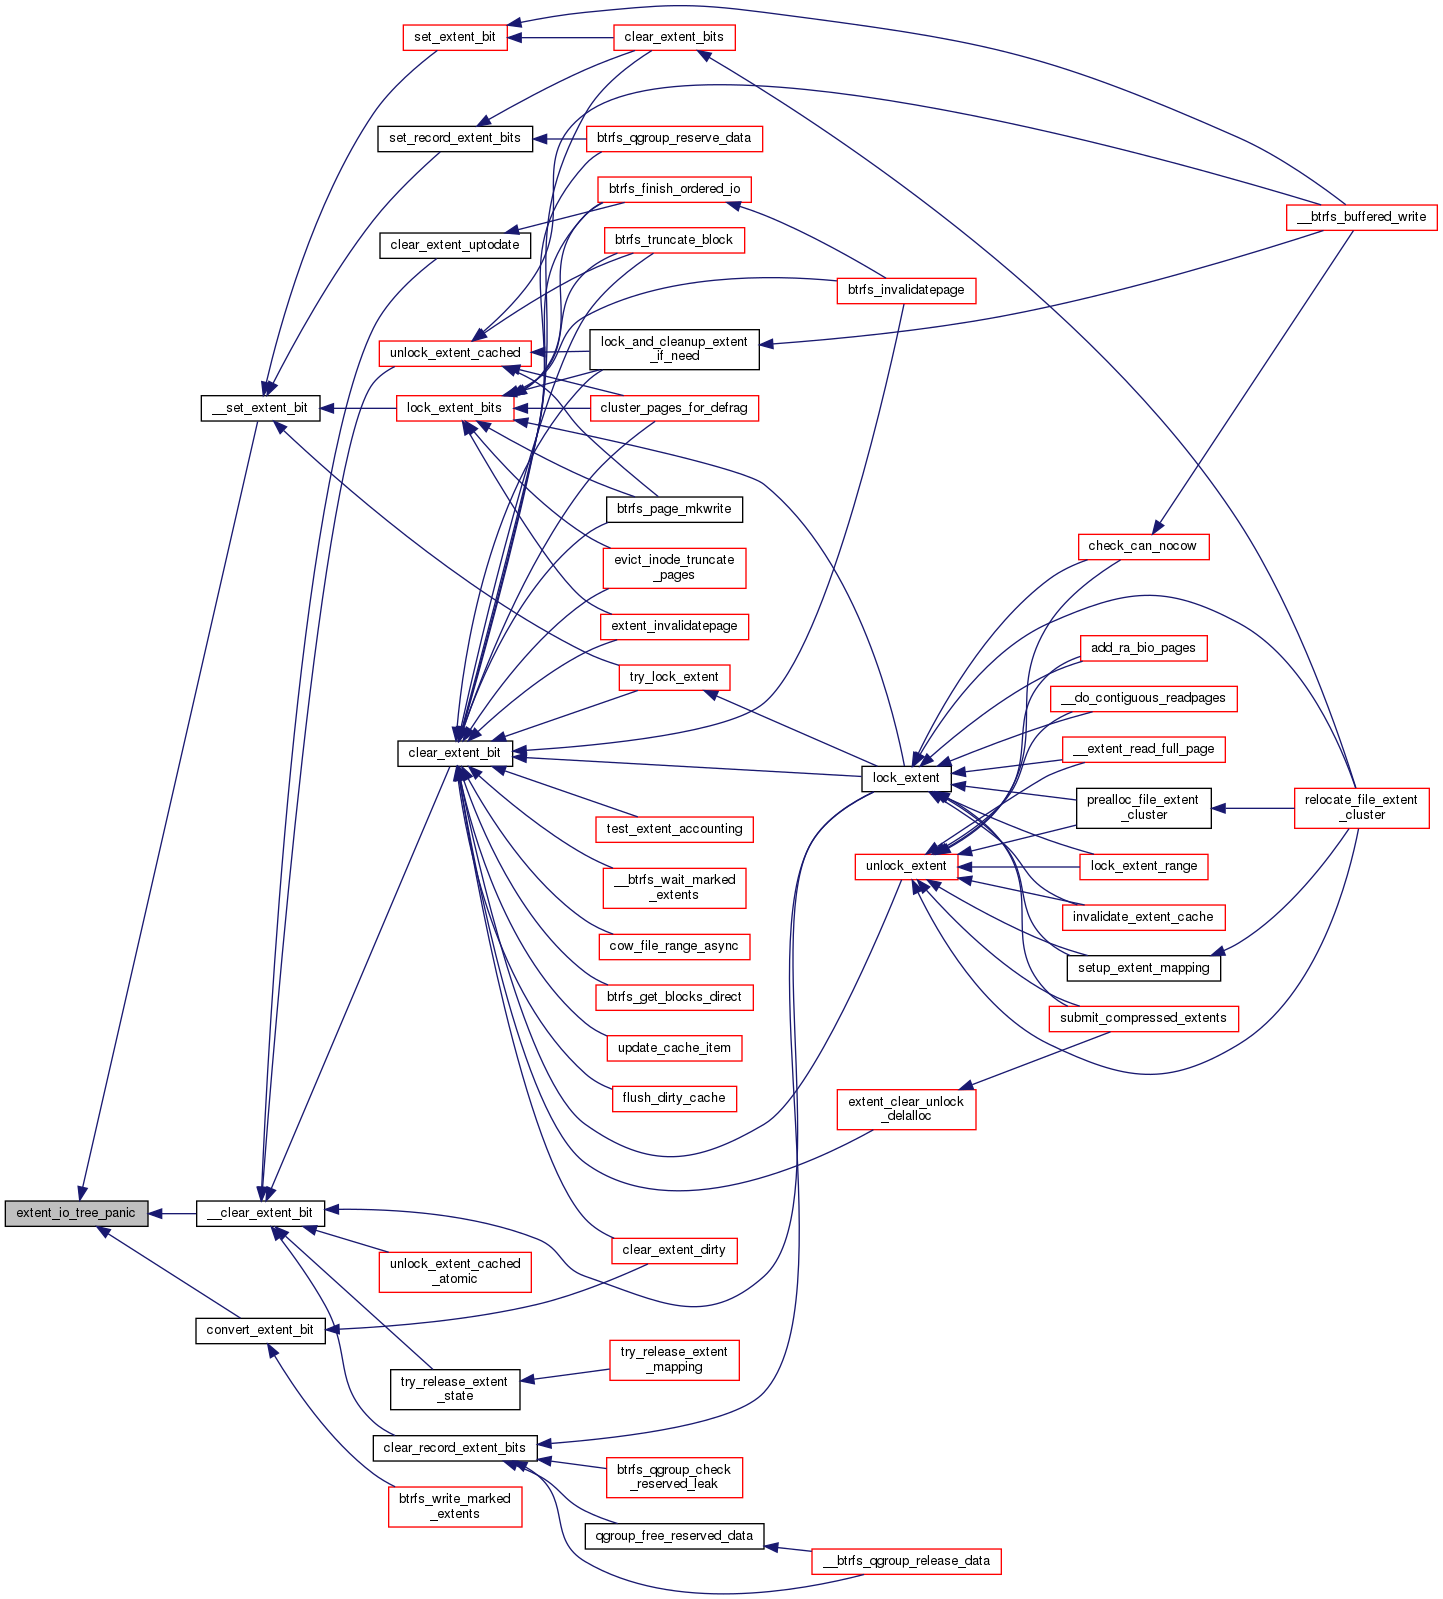 set_extent_bit
clear_extent_bits
set_record_extent_bits
btrfs_qgroup_reserve_data
btrfs_finish_ordered_io
__btrfs_buffered_write
clear_extent_uptodate
btrfs_truncate_block
btrfs_invalidatepage
unlock_extent_cached
lock_and_cleanup_extent
_if_need
__set_extent_bit
lock_extent_bits
cluster_pages_for_defrag
btrfs_page_mkwrite
check_can_nocow
evict_inode_truncate
_pages
extent_invalidatepage
add_ra_bio_pages
try_lock_extent
__do_contiguous_readpages
clear_extent_bit
__extent_read_full_page
lock_extent
prealloc_file_extent
_cluster
relocate_file_extent
_cluster
test_extent_accounting
unlock_extent
lock_extent_range
__btrfs_wait_marked
_extents
invalidate_extent_cache
cow_file_range_async
setup_extent_mapping
btrfs_get_blocks_direct
submit_compressed_extents
update_cache_item
flush_dirty_cache
extent_clear_unlock
_delalloc
extent_io_tree_panic
__clear_extent_bit
clear_extent_dirty
unlock_extent_cached
_atomic
convert_extent_bit
try_release_extent
_mapping
try_release_extent
_state
clear_record_extent_bits
btrfs_qgroup_check
_reserved_leak
btrfs_write_marked
_extents
qgroup_free_reserved_data
__btrfs_qgroup_release_data